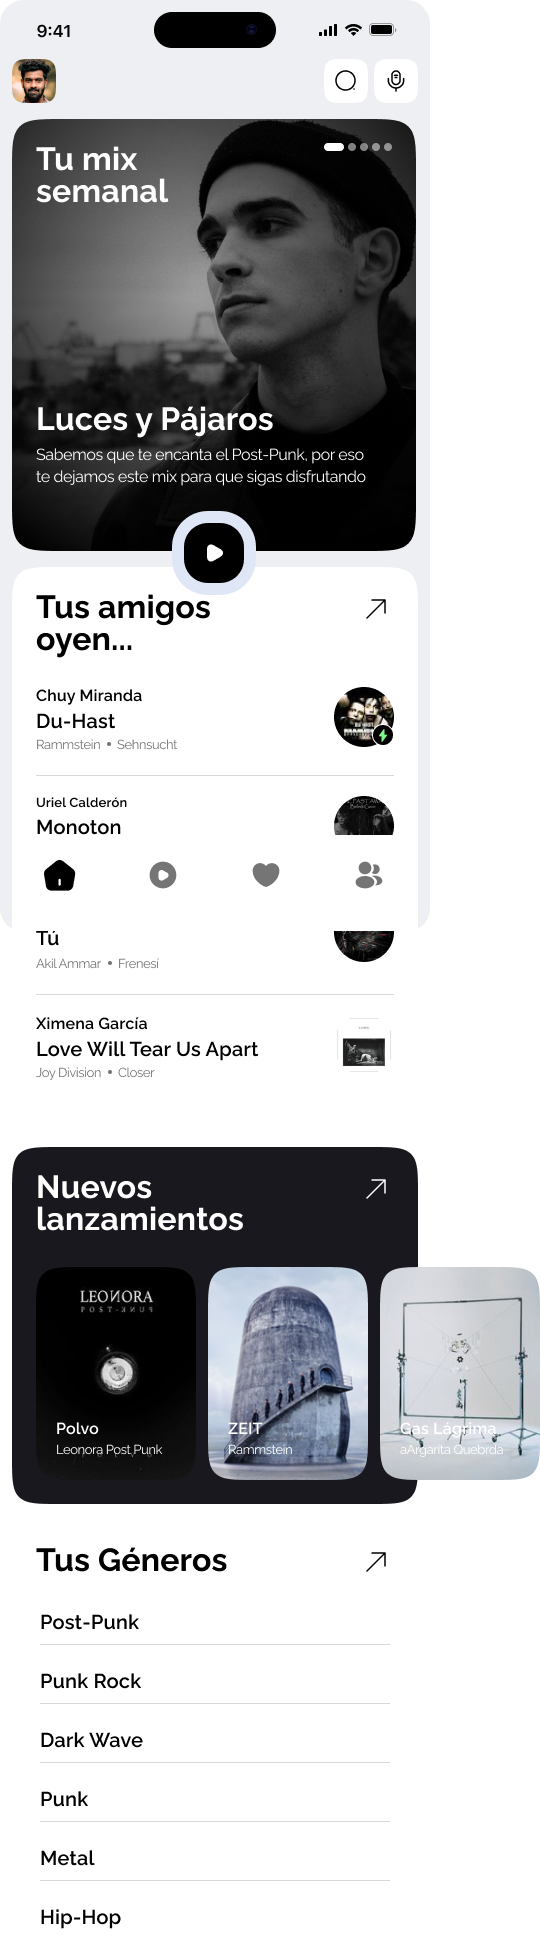 9:41
Tu mix
semanal
Luces y Pájaros
Sabemos que te encanta el Post-Punk, por eso
te dejamos este mix para que sigas disfrutando
Tus amigos
oyen...
Chuy Miranda
Du-Hast
Rammstein • Sehnsucht
Uriel Calderón
Monoton
Tú
Akil Ammar • Frenesí
Ximena García
Love Will Tear Us Apart
Joy Division • Closer
Nuevos
lanzamientos
LEOИORA
POST-PUNK
Polvo
Leonora Post Punk
ZEIT
Rammstein
Gas Lágrima
aArganta Quebrda
Tus Géneros
Post-Punk
Punk Rock
Dark Wave
Punk
Metal
Hip-Hop